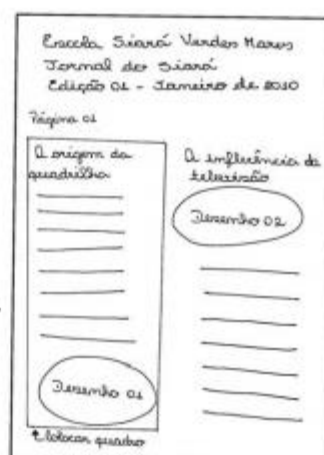 Escola Siará Verdes Mares
Jornal do Siará
Edição 01 - Janeiro de 2010
Página 01
A origem da
quadrilha
Desenho 01
↑ Colocar quadro
A influência da
televisão
Desenho 02